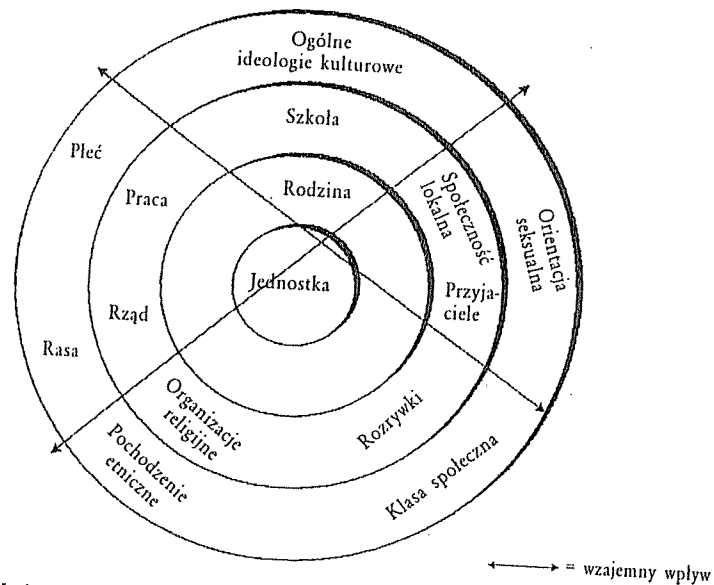 Ogólne
ideologie kulturowe
Szkoła
Płeć
Rodzina
Praca
Społeczność
lokalna
Orientacja
seksualna
Jednostka
Przyja-
ciele
Rząd
Rasa
Organizacje
religijne
Rozrywki
Pochodzenie
etniczne
Klasa społeczna
= wzajemny wpływ